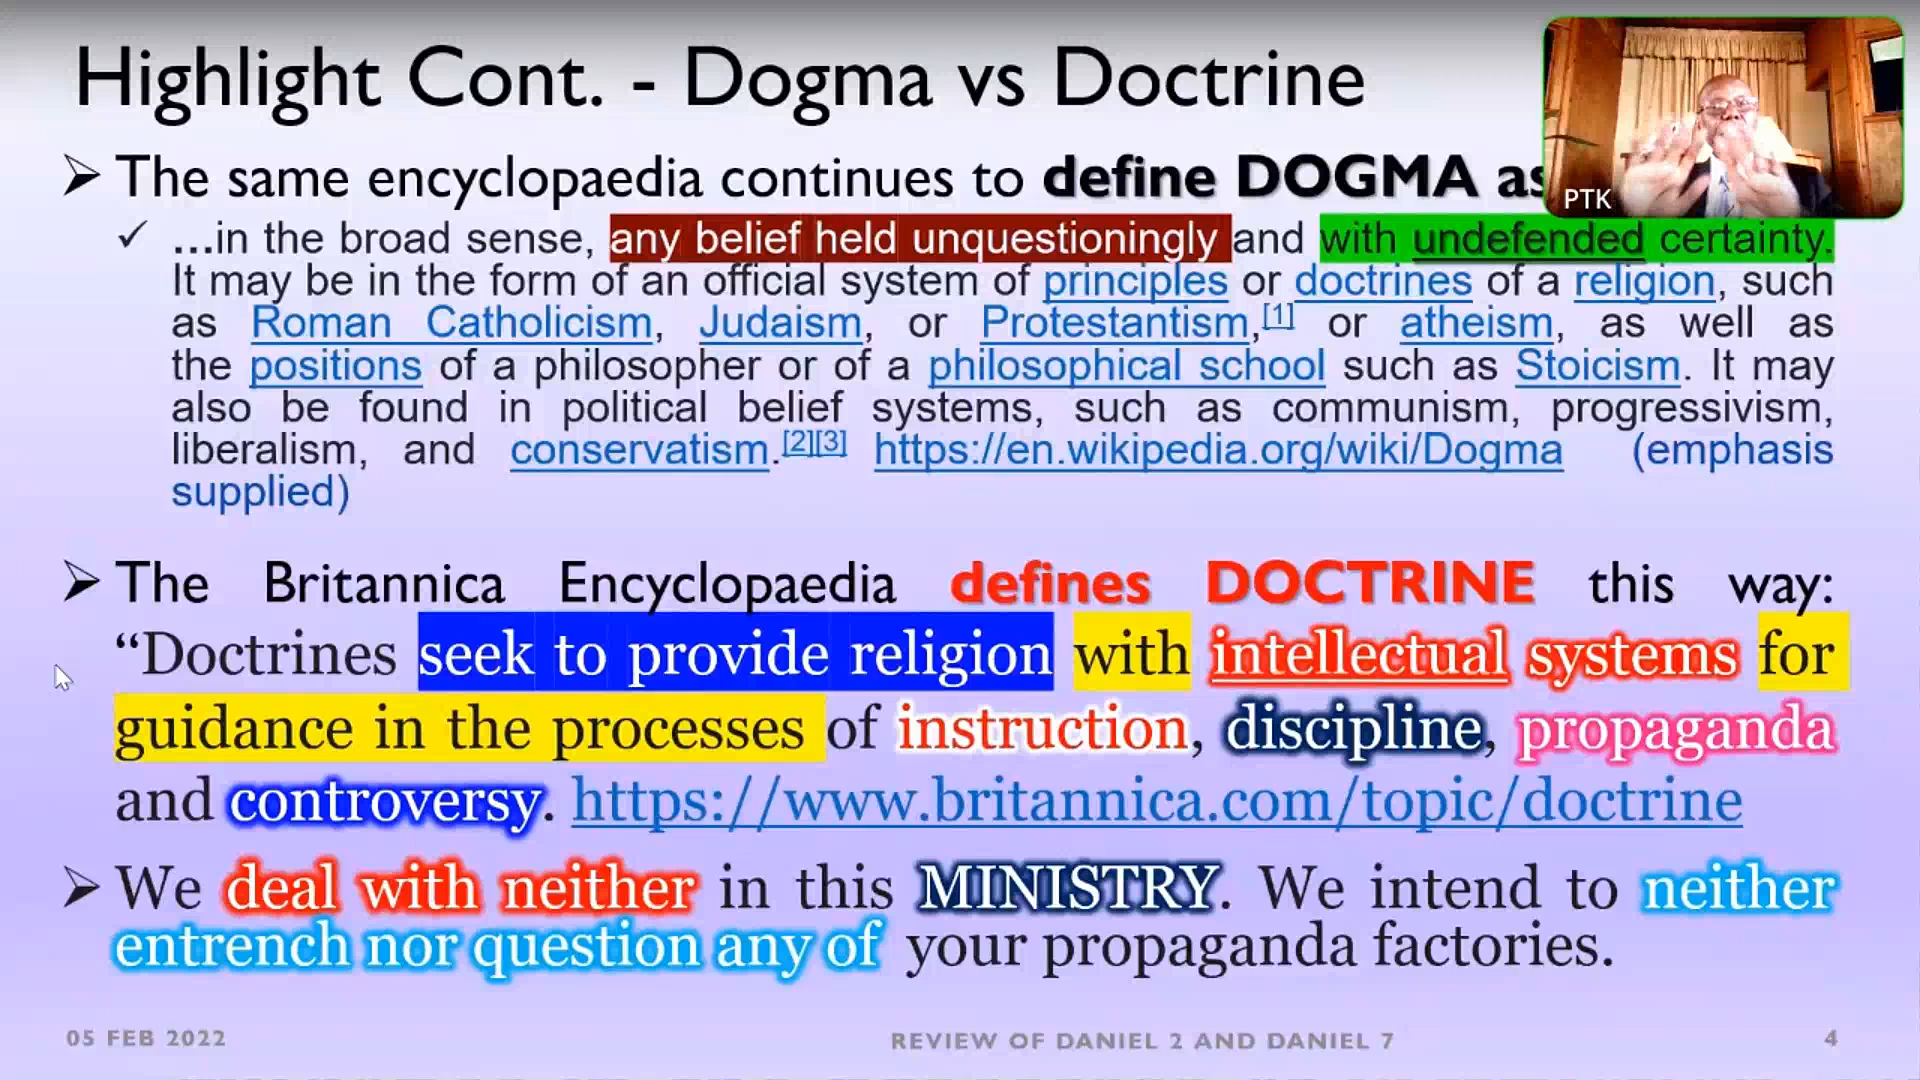 Highlight Cont. - Dogma vs Doctrine
PTK
➢ The same encyclopaedia continues to define DOGMA as
✓ ...in the broad sense, any belief held unquestioningly and with undefended certainty.
It may be in the form of an official system of principles or doctrines of a religion, such
as Roman Catholicism, Judaism, or Protestantism,[1] or atheism, as well as
the positions of a philosopher or of a philosophical school such as Stoicism. It may
also be found in political belief systems, such as communism, progressivism,
liberalism, and conservatism.[2][3] https://en.wikipedia.org/wiki/Dogma (emphasis
supplied)
➢ The Britannica Encyclopaedia defines DOCTRINE this way:
“Doctrines seek to provide religion with intellectual systems for
guidance in the processes of instruction, discipline, propaganda
and controversy. https://www.britannica.com/topic/doctrine
➢ We deal with neither in this MINISTRY. We intend to neither
entrench nor question any of your propaganda factories.
05 FEB 2022
REVIEW OF DANIEL 2 AND DANIEL 7
4